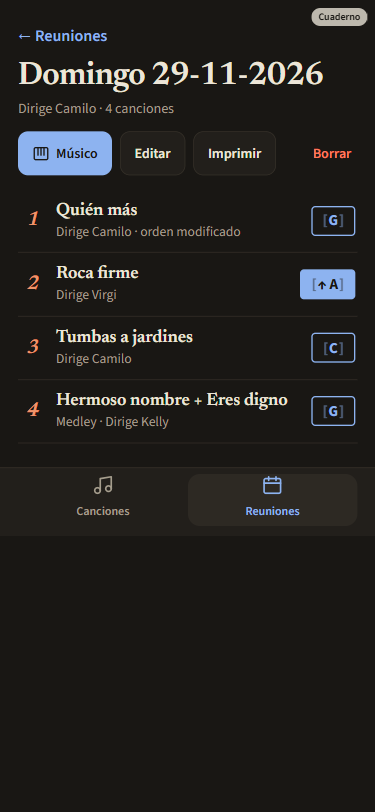 Cuaderno
← Reuniones
Domingo 29-11-2026
Dirige Camilo · 4 canciones
Músico Editar Imprimir Borrar
1 Quién más [G]
Dirige Camilo · orden modificado
2 Roca firme [↑ A]
Dirige Virgi
3 Tumbas a jardines [C]
Dirige Camilo
4 Hermoso nombre + Eres digno [G]
Medley · Dirige Kelly
Canciones Reuniones